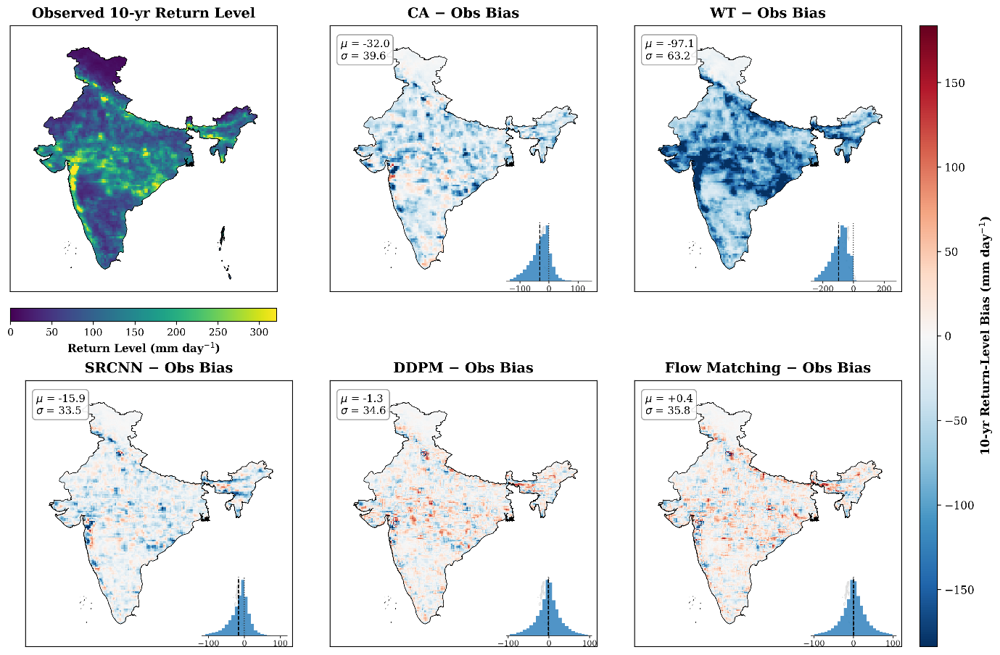 Observed 10-yr Return Level
CA − Obs Bias
WT − Obs Bias
μ = -32.0
σ = 39.6
μ = -97.1
σ = 63.2
−100 0 100
−200 0 200
0 50 100 150 200 250 300
Return Level (mm day⁻¹)
SRCNN − Obs Bias
DDPM − Obs Bias
Flow Matching − Obs Bias
μ = -15.9
σ = 33.5
μ = -1.3
σ = 34.6
μ = +0.4
σ = 35.8
−100 0 100
−100 0 100
−100 0 100
150
100
50
0
−50
−100
−150
10-yr Return-Level Bias (mm day⁻¹)